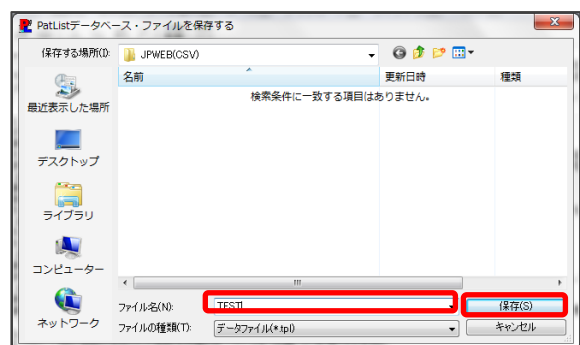 PatListデータベース・ファイルを保存する
保存する場所(I):
JPWEB(CSV)
名前
更新日時
種類
検索条件に一致する項目はありません。
最近表示した場所
デスクトップ
ライブラリ
コンピューター
ネットワーク
ファイル名(N):
TEST
保存(S)
ファイルの種類(T):
データファイル(*.tpl)
キャンセル